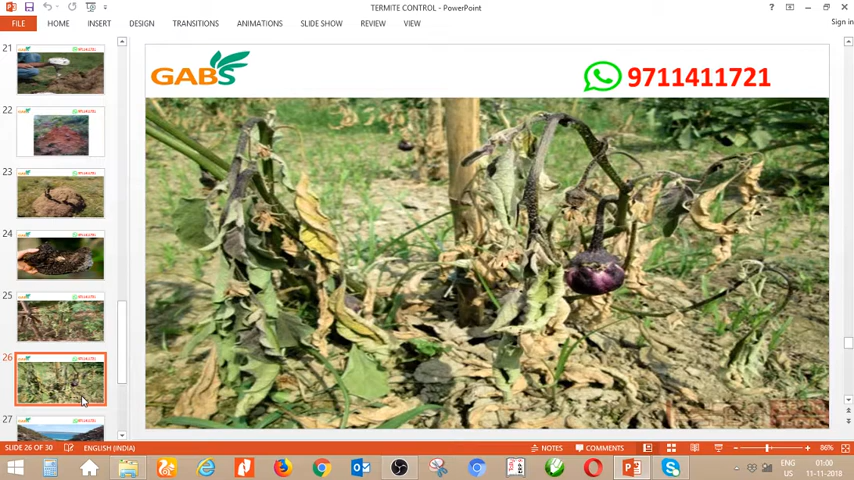 TERMITE CONTROL - PowerPoint
FILE HOME INSERT DESIGN TRANSITIONS ANIMATIONS SLIDE SHOW REVIEW VIEW Sign in
GABS 9711411721
21
22
23
24
25
26
27
SLIDE 26 OF 30 ENGLISH (INDIA) NOTES COMMENTS 86%
ENG 01:00
US 11-11-2018